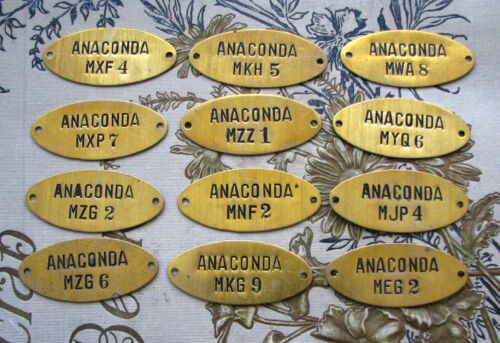 ANACONDA
MXF 4
ANACONDA
MKH 5
ANACONDA
MWA 8
ANACONDA
MXP 7
ANACONDA
MZZ 1
ANACONDA
MYQ 6
ANACONDA
MZG 2
ANACONDA
MNF 2
ANACONDA
MJP 4
ANACONDA
MZG 6
ANACONDA
MKG 9
ANACONDA
MEG 2